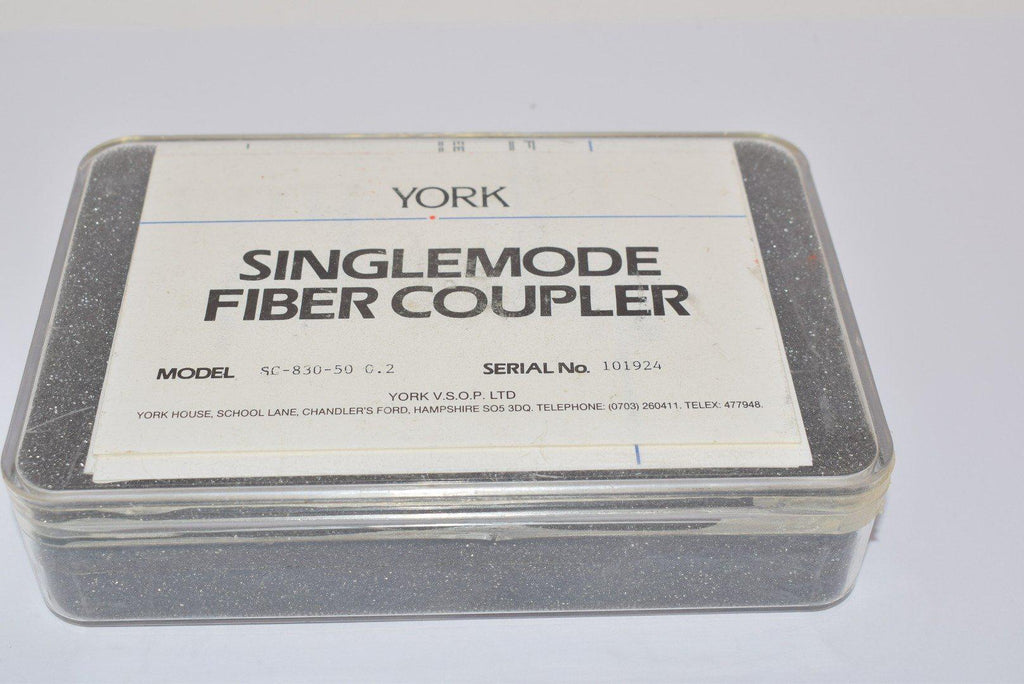 YORK
SINGLEMODE
FIBER COUPLER
MODEL SC-830-50 0.2 SERIAL No. 101924
YORK V.S.O.P. LTD
YORK HOUSE, SCHOOL LANE, CHANDLER'S FORD, HAMPSHIRE SO5 3DQ. TELEPHONE: (0703) 260411. TELEX: 477948.